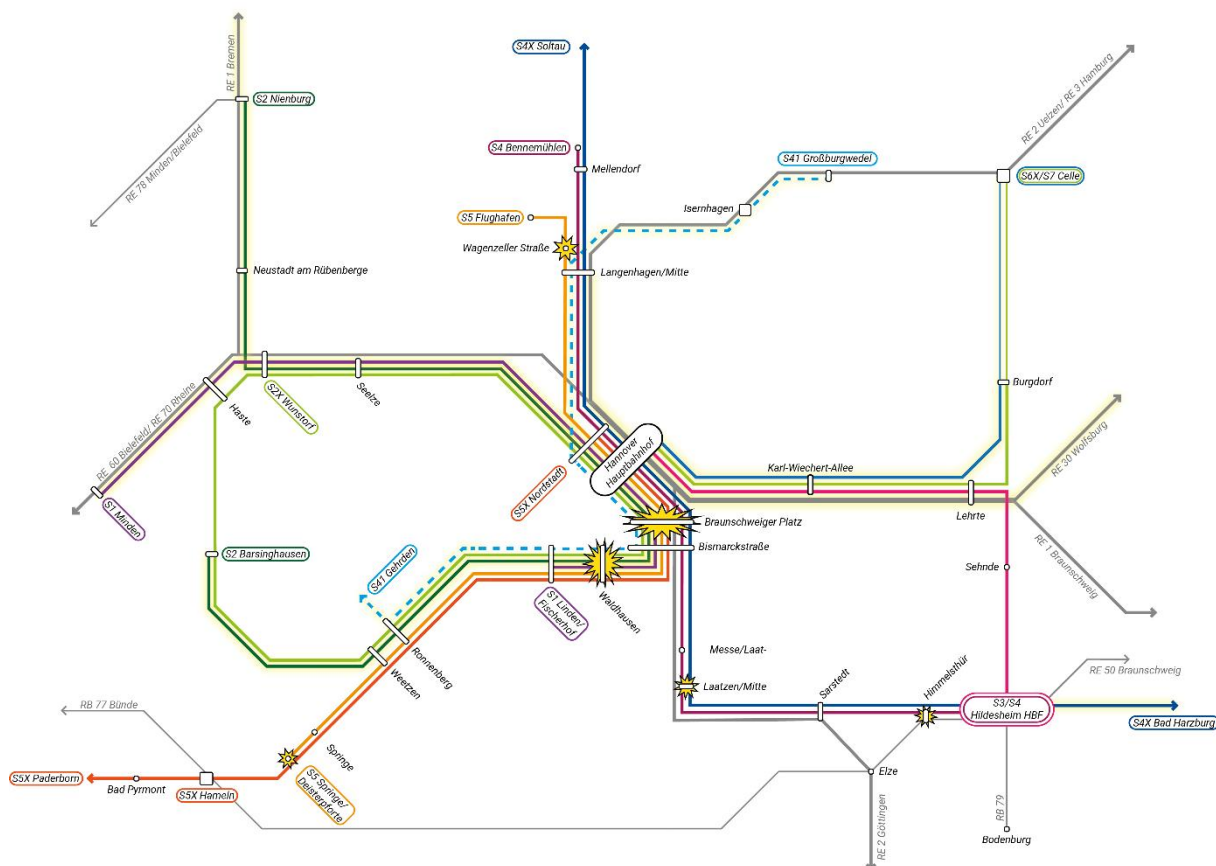 RE 1 Bremen
S4X Soltau
RE 2 Uelzen/ RE 3 Hamburg
S2 Nienburg
RE 78 Minden/Bielefeld
S4 Bennemühlen
Mellendorf
S41 Großburgwedel
S6X/S7 Celle
S5 Flughafen
Isernhagen
Wagenzeller Straße
Neustadt am Rübenberge
Langenhagen/Mitte
RE 60 Bielefeld/ RE 70 Rheine
Haste
S2X Wunstorf
Seelze
Burgdorf
Hannover
Hauptbahnhof
RE 30 Wolfsburg
S5X Nordstadt
Karl-Wiechert-Allee
Lehrte
S1 Minden
Braunschweiger Platz
Bismarckstraße
RE 1 Braunschweig
S2 Barsinghausen
S41 Gehrden
S1 Linden/
Fischerhof
Waldhausen
Sehnde
Ronnenberg
Weetzen
Messe/Laat-
Laatzen/Mitte
Sarstedt
Himmelsthür
RE 50 Braunschweig
S3/S4
Hildesheim HBF
S4X Bad Harzburg
RB 77 Bünde
Springe
S5 Springe/
Deisterpforte
S5X Paderborn
Bad Pyrmont
S5X Hameln
Elze
RE 2 Göttingen
RB 79
Bodenburg